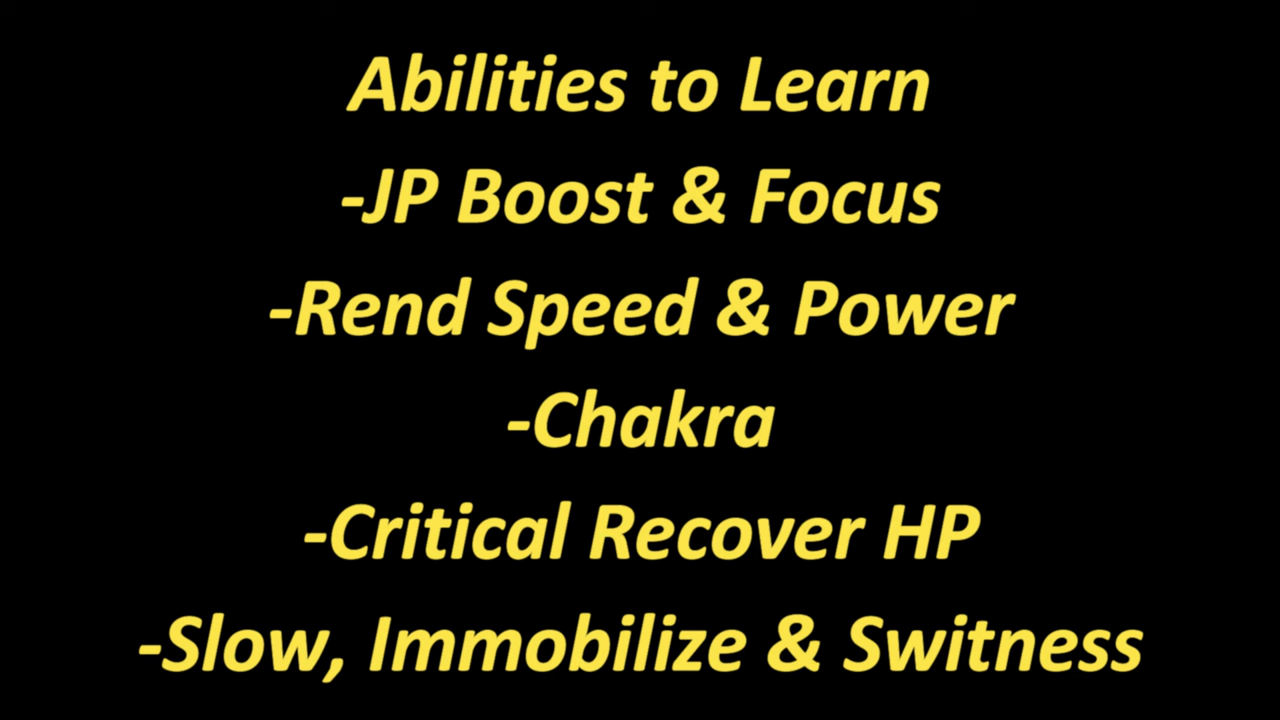 Abilities to Learn
-JP Boost & Focus
-Rend Speed & Power
-Chakra
-Critical Recover HP
-Slow, Immobilize & Switness